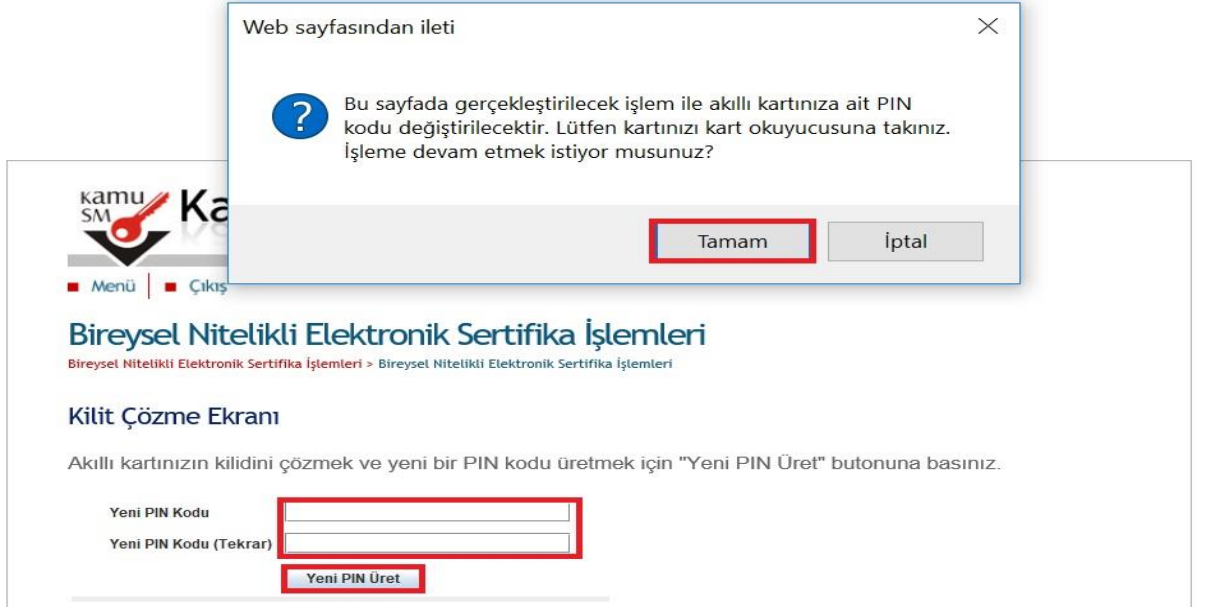 Web sayfasından ileti
Bu sayfada gerçekleştirilecek işlem ile akıllı kartınıza ait PIN
kodu değiştirilecektir. Lütfen kartınızı kart okuyucusuna takınız.
İşleme devam etmek istiyor musunuz?
Tamam
İptal
kamu
SM
Ka
Menü
Çıkış
Bireysel Nitelikli Elektronik Sertifika İşlemleri
Bireysel Nitelikli Elektronik Sertifika İşlemleri > Bireysel Nitelikli Elektronik Sertifika İşlemleri
Kilit Çözme Ekranı
Akıllı kartınızın kilidini çözmek ve yeni bir PIN kodu üretmek için "Yeni PIN Üret" butonuna basınız.
Yeni PIN Kodu
Yeni PIN Kodu (Tekrar)
Yeni PIN Üret